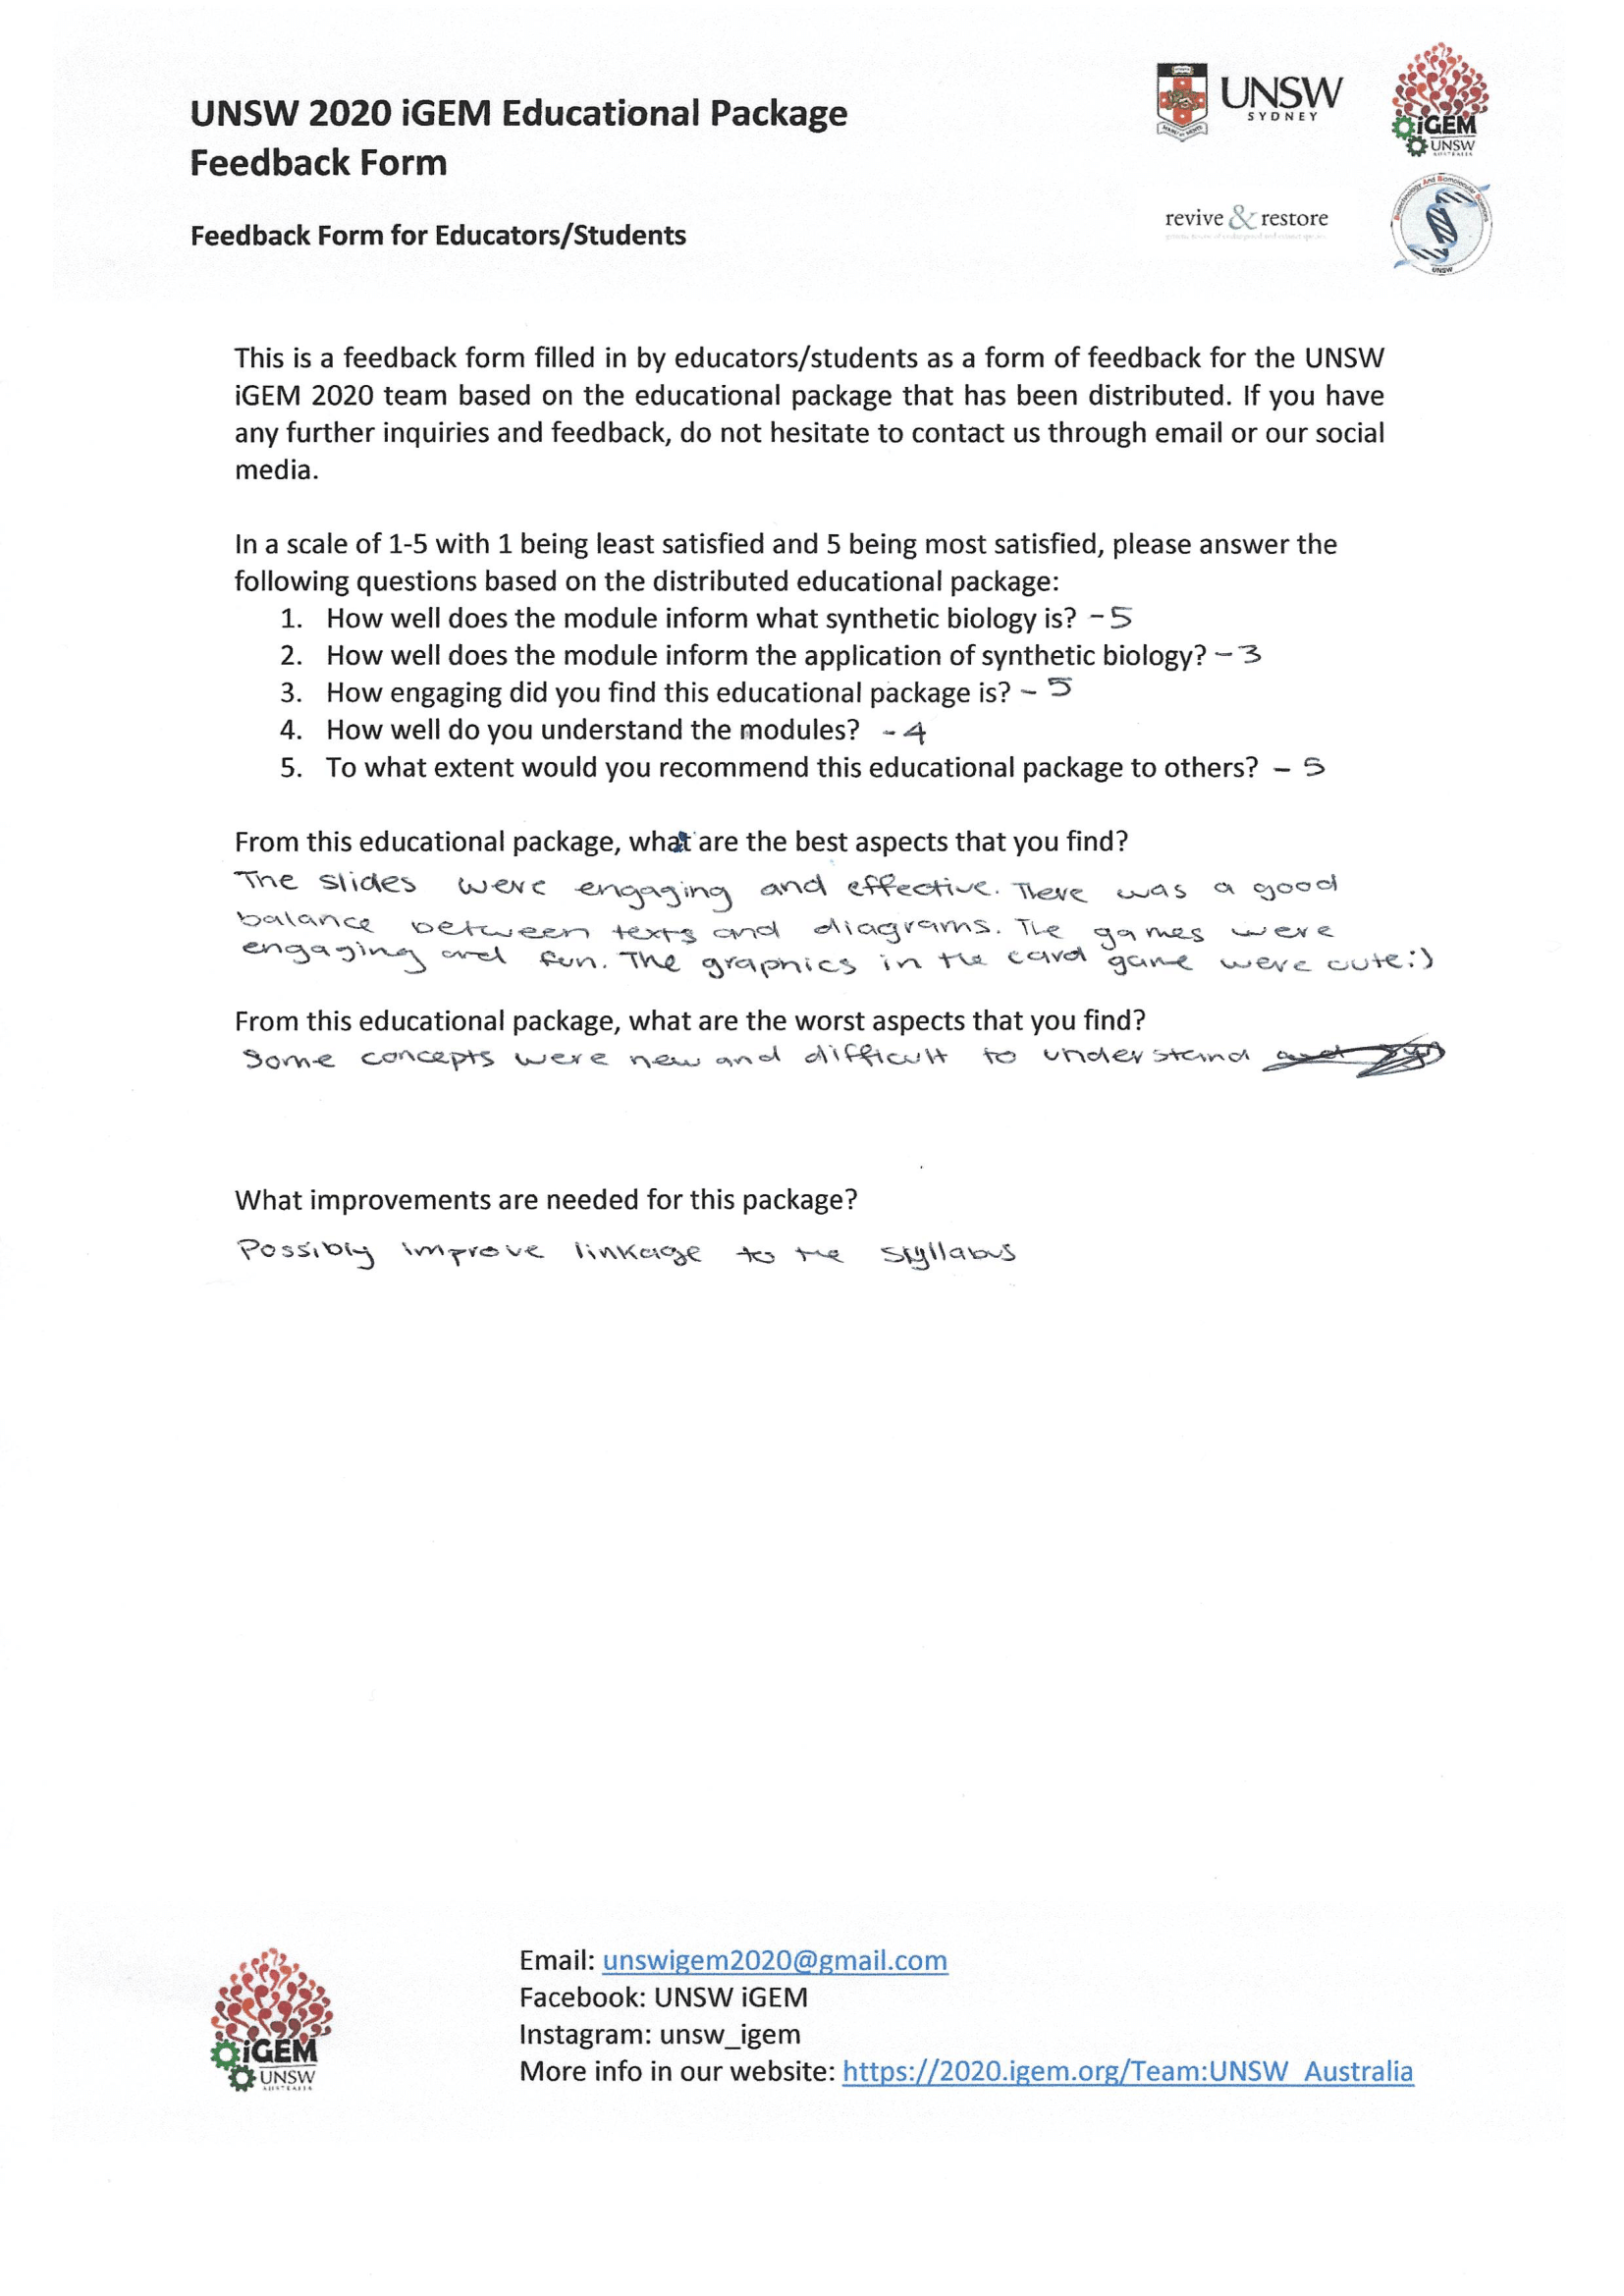 UNSW 2020 iGEM Educational Package
Feedback Form
Feedback Form for Educators/Students
UNSW
SYDNEY
iGEM
UNSW
AUSTRALIA
revive & restore
Biotechnology And Biomolecular Sciences
UNSW
This is a feedback form filled in by educators/students as a form of feedback for the UNSW
iGEM 2020 team based on the educational package that has been distributed. If you have
any further inquiries and feedback, do not hesitate to contact us through email or our social
media.
In a scale of 1-5 with 1 being least satisfied and 5 being most satisfied, please answer the
following questions based on the distributed educational package:
1. How well does the module inform what synthetic biology is? - 5
2. How well does the module inform the application of synthetic biology? - 3
3. How engaging did you find this educational package is? - 5
4. How well do you understand the modules? - 4
5. To what extent would you recommend this educational package to others? - 5
From this educational package, what are the best aspects that you find?
The slides were engaging and effective. There was a good
balance between texts and diagrams. The games were
engaging and fun. The graphics in the card game were cute:)
From this educational package, what are the worst aspects that you find?
Some concepts were new and difficult to understand
What improvements are needed for this package?
Possibly improve linkage to the syllabus
iGEM
UNSW
AUSTRALIA
Email: unswigem2020@gmail.com
Facebook: UNSW iGEM
Instagram: unsw_igem
More info in our website: https://2020.igem.org/Team:UNSW_Australia